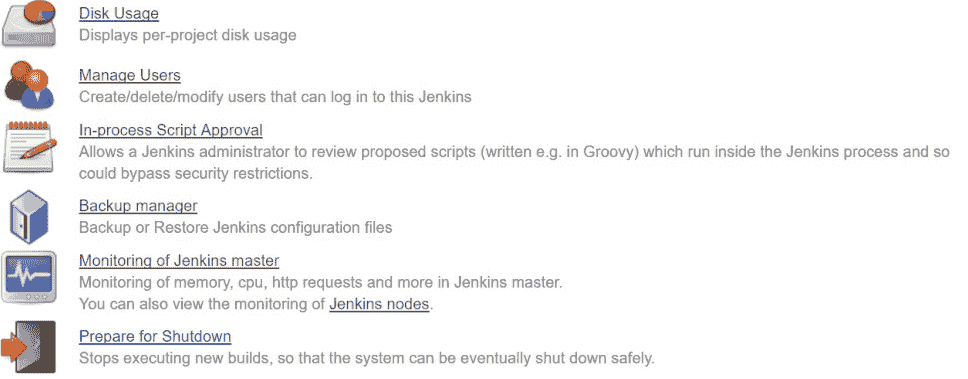 Disk Usage
Displays per-project disk usage
Manage Users
Create/delete/modify users that can log in to this Jenkins
In-process Script Approval
Allows a Jenkins administrator to review proposed scripts (written e.g. in Groovy) which run inside the Jenkins process and so
could bypass security restrictions.
Backup manager
Backup or Restore Jenkins configuration files
Monitoring of Jenkins master
Monitoring of memory, cpu, http requests and more in Jenkins master.
You can also view the monitoring of Jenkins nodes.
Prepare for Shutdown
Stops executing new builds, so that the system can be eventually shut down safely.